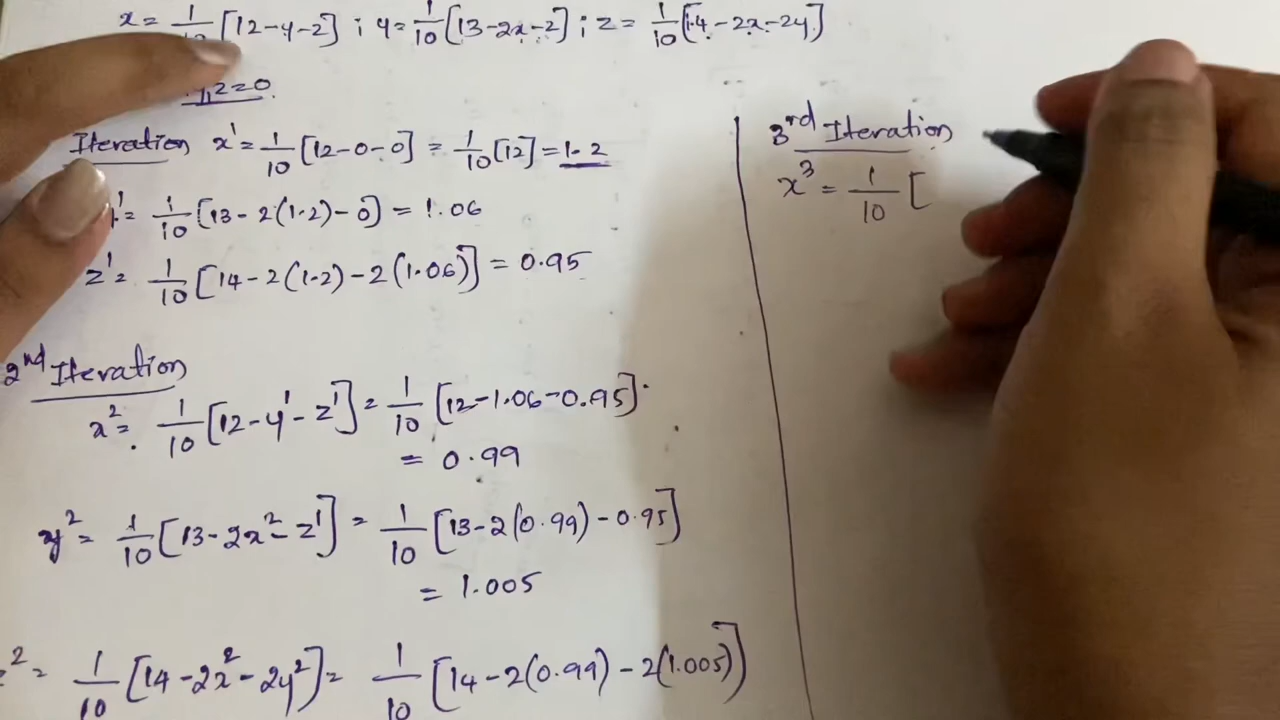 x = 1/10 [12-y-z] ; y = 1/10 [13-2x-z] ; z = 1/10 [14-2x-2y]
y,z=0
Iteration x¹ = 1/10 [12-0-0] = 1/10 [12] = 1.2
y¹ = 1/10 [13-2(1.2)-0] = 1.06
z¹ = 1/10 [14-2(1.2)-2(1.06)] = 0.95
2nd Iteration
x² = 1/10 [12-y¹-z¹] = 1/10 [12-1.06-0.95]
= 0.99
y² = 1/10 [13-2x²-z¹] = 1/10 [13-2(0.99)-0.95]
= 1.005
z² = 1/10 [14-2x²-2y²] = 1/10 [14-2(0.99)-2(1.005)]
3rd Iteration
x³ = 1/10 [